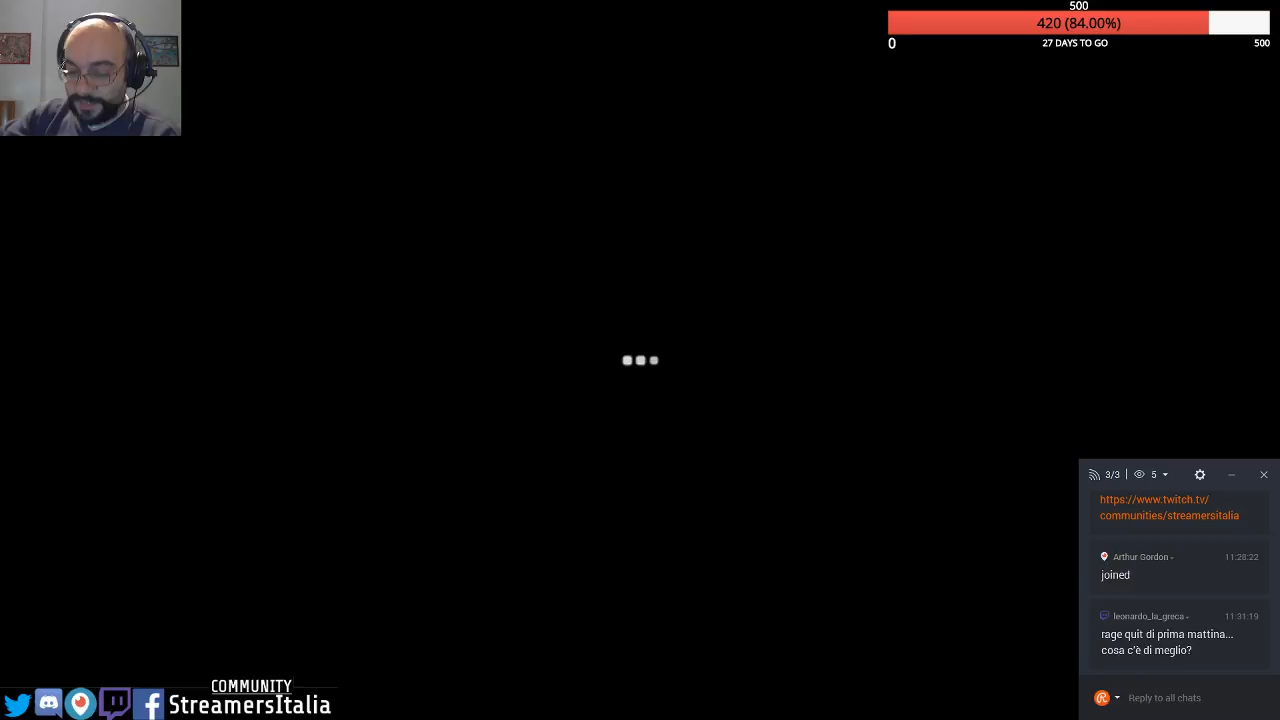 500
420 (84.00%)
0
27 DAYS TO GO
500
3/3
5
https://www.twitch.tv/
communities/streamersitalia
Arthur Gordon
11:28:22
joined
leonardo_la_greca
11:31:19
rage quit di prima mattina...
cosa c'è di meglio?
Reply to all chats
COMMUNITY
StreamersItalia